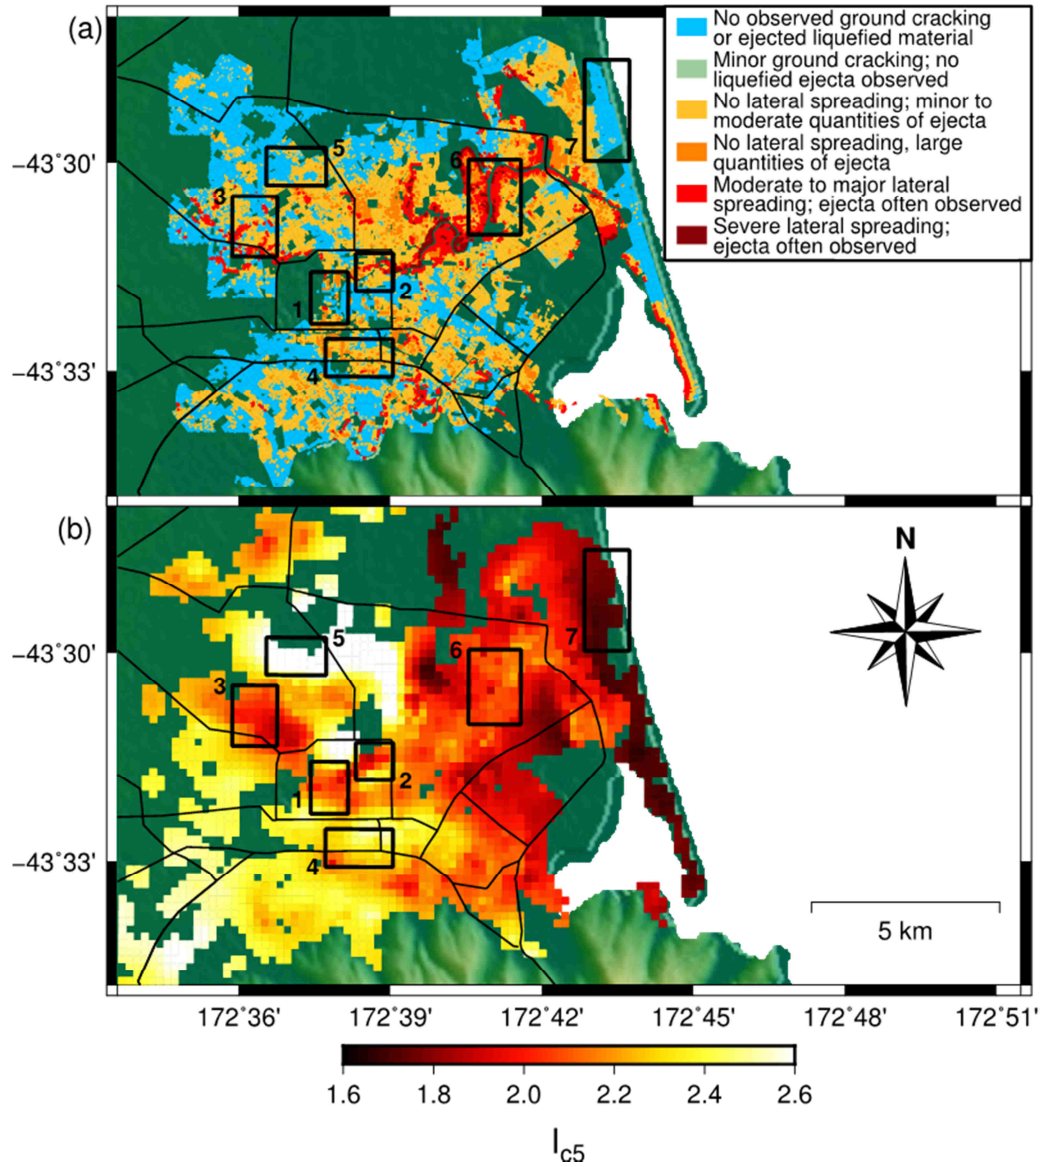 (a)
No observed ground cracking
or ejected liquefied material
Minor ground cracking; no
liquefied ejecta observed
No lateral spreading; minor to
moderate quantities of ejecta
No lateral spreading, large
quantities of ejecta
Moderate to major lateral
spreading; ejecta often observed
Severe lateral spreading;
ejecta often observed
7
5
6
3
2
1
4
−43˚30'
−43˚33'
(b)
N
7
5
6
3
2
1
4
−43˚30'
−43˚33'
5 km
172˚36' 172˚39' 172˚42' 172˚45' 172˚48' 172˚51'
1.6 1.8 2.0 2.2 2.4 2.6
Ic5